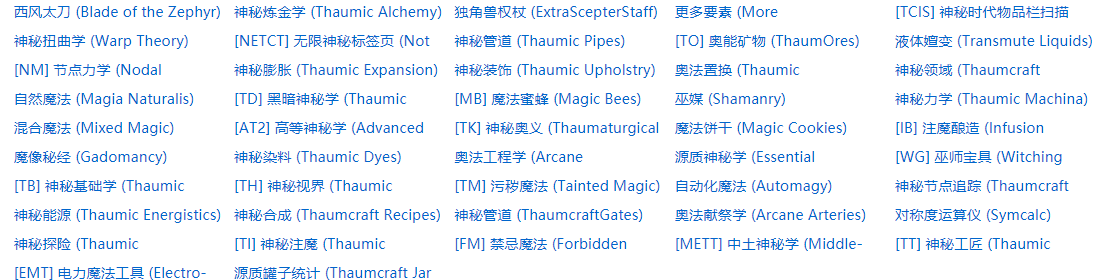 西风太刀 (Blade of the Zephyr) 神秘炼金学 (Thaumic Alchemy) 独角兽权杖 (ExtraScepterStaff) 更多要素 (More [TCIS] 神秘时代物品栏扫描
神秘扭曲学 (Warp Theory) [NETCT] 无限神秘标签页 (Not 神秘管道 (Thaumic Pipes) [TO] 奥能矿物 (ThaumOres) 液体嬗变 (Transmute Liquids)
[NM] 节点力学 (Nodal 神秘膨胀 (Thaumic Expansion) 神秘装饰 (Thaumic Upholstry) 奥法置换 (Thaumic 神秘领域 (Thaumcraft
自然魔法 (Magia Naturalis) [TD] 黑暗神秘学 (Thaumic [MB] 魔法蜜蜂 (Magic Bees) 巫媒 (Shamanry) 神秘力学 (Thaumic Machina)
混合魔法 (Mixed Magic) [AT2] 高等神秘学 (Advanced [TK] 神秘奥义 (Thaumaturgical 魔法饼干 (Magic Cookies) [IB] 注魔酿造 (Infusion
魔像秘经 (Gadomancy) 神秘染料 (Thaumic Dyes) 奥法工程学 (Arcane 源质神秘学 (Essential [WG] 巫师宝具 (Witching
[TB] 神秘基础学 (Thaumic [TH] 神秘视界 (Thaumic [TM] 污秽魔法 (Tainted Magic) 自动化魔法 (Automagy) 神秘节点追踪 (Thaumcraft
神秘能源 (Thaumic Energistics) 神秘合成 (Thaumcraft Recipes) 神秘管道 (ThaumcraftGates) 奥法献祭学 (Arcane Arteries) 对称度运算仪 (Symcalc)
神秘探险 (Thaumic [TI] 神秘注魔 (Thaumic [FM] 禁忌魔法 (Forbidden [METT] 中土神秘学 (Middle- [TT] 神秘工匠 (Thaumic
[EMT] 电力魔法工具 (Electro- 源质罐子统计 (Thaumcraft Jar